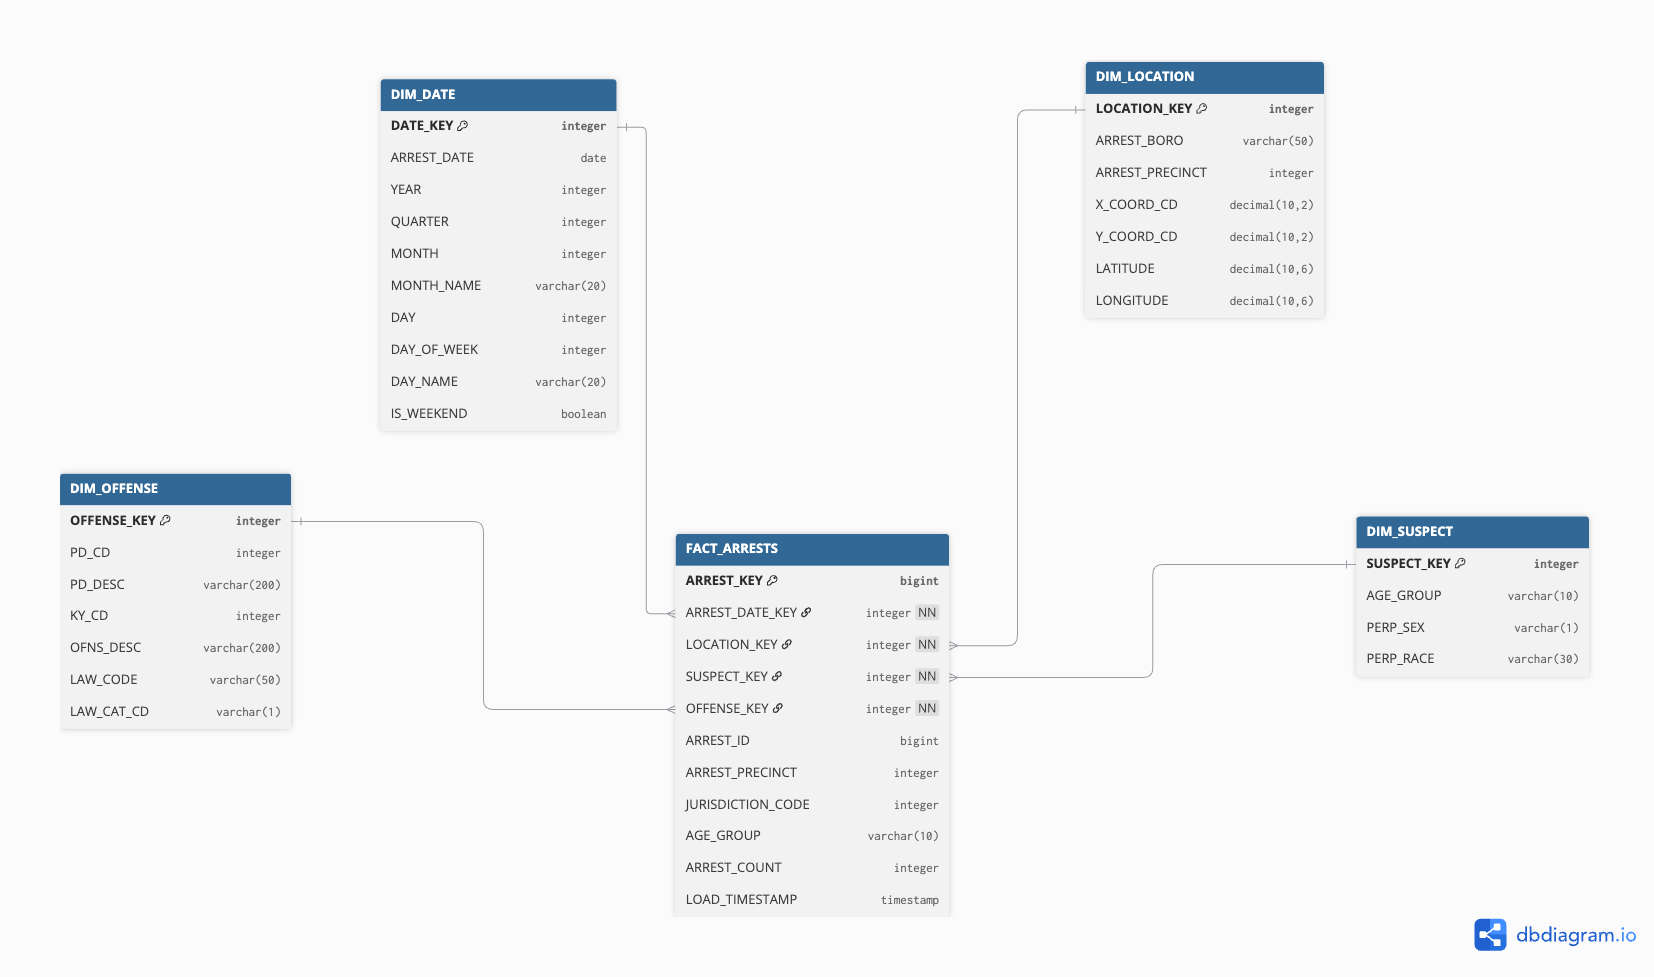 DIM_DATE
DATE_KEY integer
ARREST_DATE date
YEAR integer
QUARTER integer
MONTH integer
MONTH_NAME varchar(20)
DAY integer
DAY_OF_WEEK integer
DAY_NAME varchar(20)
IS_WEEKEND boolean
DIM_LOCATION
LOCATION_KEY integer
ARREST_BORO varchar(50)
ARREST_PRECINCT integer
X_COORD_CD decimal(10,2)
Y_COORD_CD decimal(10,2)
LATITUDE decimal(10,6)
LONGITUDE decimal(10,6)
DIM_OFFENSE
OFFENSE_KEY integer
PD_CD integer
PD_DESC varchar(200)
KY_CD integer
OFNS_DESC varchar(200)
LAW_CODE varchar(50)
LAW_CAT_CD varchar(1)
FACT_ARRESTS
ARREST_KEY bigint
ARREST_DATE_KEY integer NN
LOCATION_KEY integer NN
SUSPECT_KEY integer NN
OFFENSE_KEY integer NN
ARREST_ID bigint
ARREST_PRECINCT integer
JURISDICTION_CODE integer
AGE_GROUP varchar(10)
ARREST_COUNT integer
LOAD_TIMESTAMP timestamp
DIM_SUSPECT
SUSPECT_KEY integer
AGE_GROUP varchar(10)
PERP_SEX varchar(1)
PERP_RACE varchar(30)
dbdiagram.io